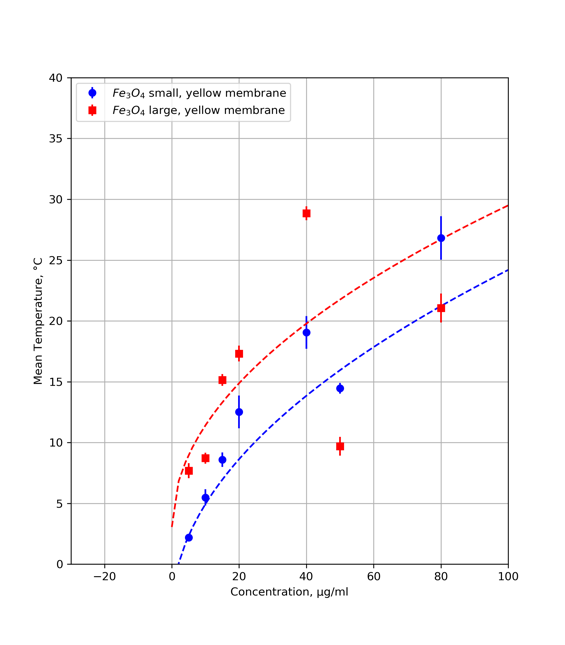 40
35
30
25
20
15
10
5
0
Mean Temperature, °C
Fe₃O₄ small, yellow membrane
Fe₃O₄ large, yellow membrane
−20 0 20 40 60 80 100
Concentration, µg/ml